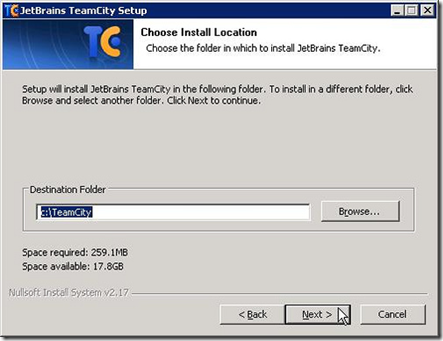 JetBrains TeamCity Setup
TC
Choose Install Location
Choose the folder in which to install JetBrains TeamCity.
Setup will install JetBrains TeamCity in the following folder. To install in a different folder, click
Browse and select another folder. Click Next to continue.
Destination Folder
c:\TeamCity
Browse...
Space required: 259.1MB
Space available: 17.8GB
Nullsoft Install System v2.17
< Back
Next >
Cancel